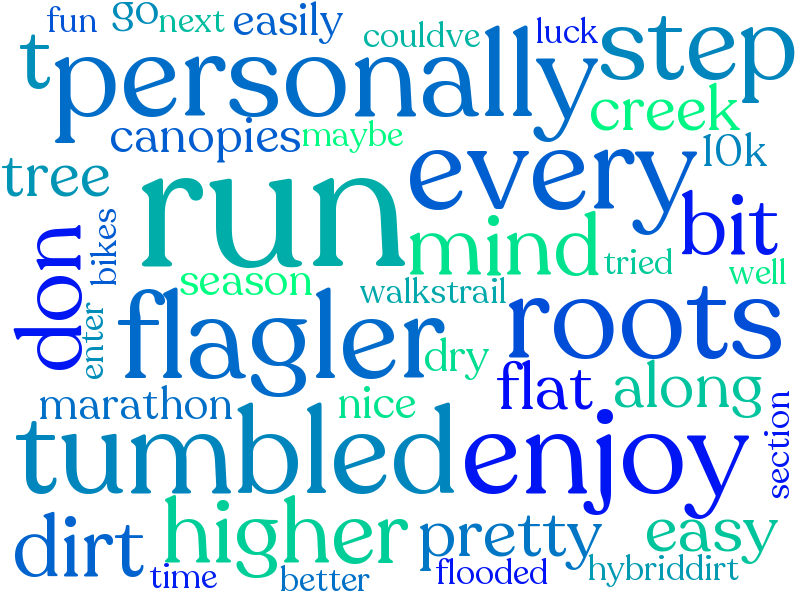 fun go next easily couldve luck
t personally step
canopies maybe creek
tree every 10k
run mind bit
don bikes season walkstrail tried well
enter flagler dry roots
marathon nice flat along
tumbled enjoy section
dirt higher pretty easy
time better flooded hybriddirt